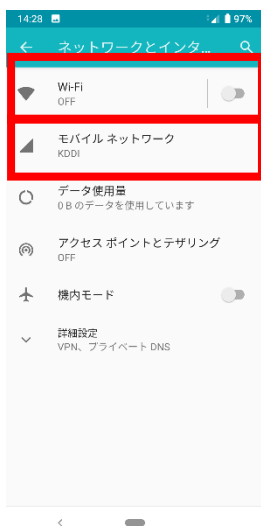 14:28 97%
ネットワークとインタ...
Wi-Fi
OFF
モバイル ネットワーク
KDDI
データ使用量
0 B のデータを使用しています
アクセス ポイントとテザリング
OFF
機内モード
詳細設定
VPN、プライベート DNS